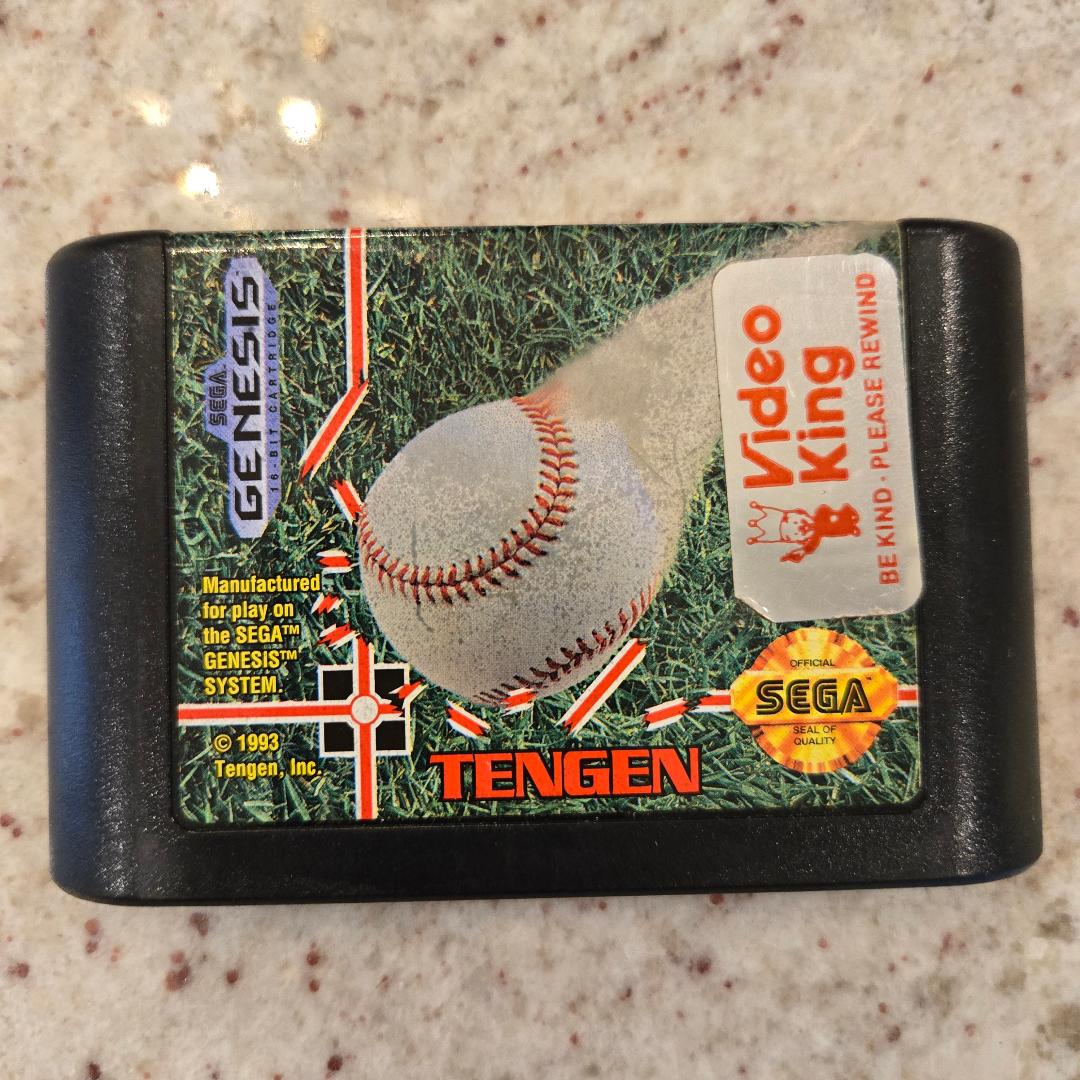 SEGA
GENESIS
16-BIT CARTRIDGE
Manufactured
for play on
the SEGA™
GENESIS™
SYSTEM.
© 1993
Tengen, Inc.
TENGEN
Video
King
BE KIND · PLEASE REWIND
OFFICIAL
SEGA™
SEAL OF
QUALITY